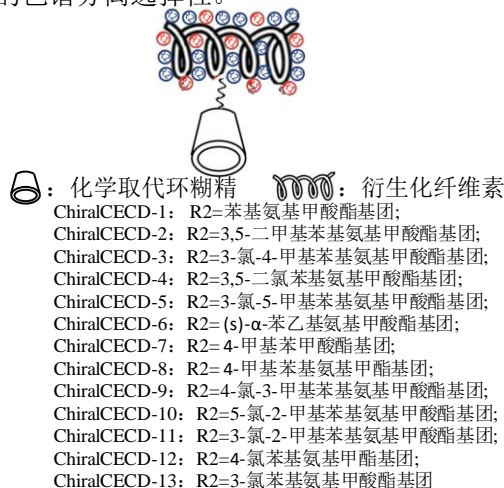 的色谱分离选择性。
：化学取代环糊精 ：衍生化纤维素
ChiralCECD-1：R2=苯基氨基甲酸酯基团;
ChiralCECD-2：R2=3,5-二甲基苯基氨基甲酸酯基团;
ChiralCECD-3：R2=3-氯-4-甲基苯基氨基甲酸酯基团;
ChiralCECD-4：R2=3,5-二氯苯基氨基甲酸酯基团;
ChiralCECD-5：R2=3-氯-5-甲基苯基氨基甲酸酯基团;
ChiralCECD-6：R2= (s)-α-苯乙基氨基甲酸酯基团;
ChiralCECD-7：R2=4-甲基苯甲酸酯基团;
ChiralCECD-8：R2=4-甲基苯基氨基甲酯基团;
ChiralCECD-9：R2=4-氯-3-甲基苯基氨基甲酸酯基团;
ChiralCECD-10：R2=5-氯-2-甲基苯基氨基甲酸酯基团;
ChiralCECD-11：R2=3-氯-2-甲基苯基氨基甲酸酯基团;
ChiralCECD-12：R2=4-氯苯基氨基甲酯基团;
ChiralCECD-13：R2=3-氯苯基氨基甲酸酯基团